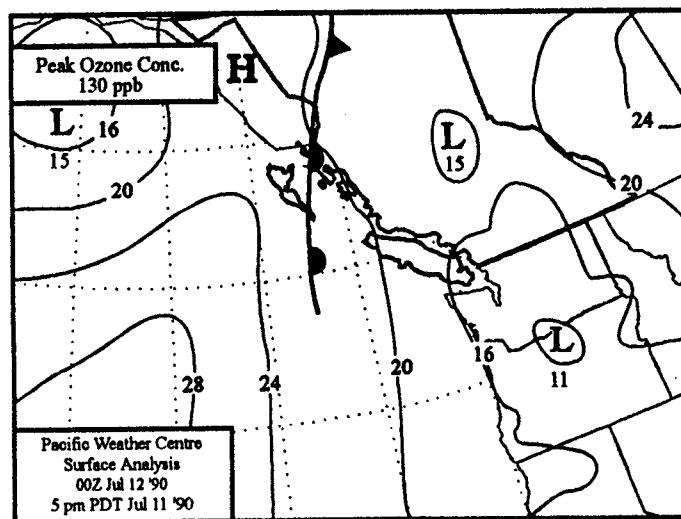 Peak Ozone Conc.
130 ppb
H
L
15
16
20
L
15
24
20
28
24
20
16
L
11
Pacific Weather Centre
Surface Analysis
00Z Jul 12 '90
5 pm PDT Jul 11 '90